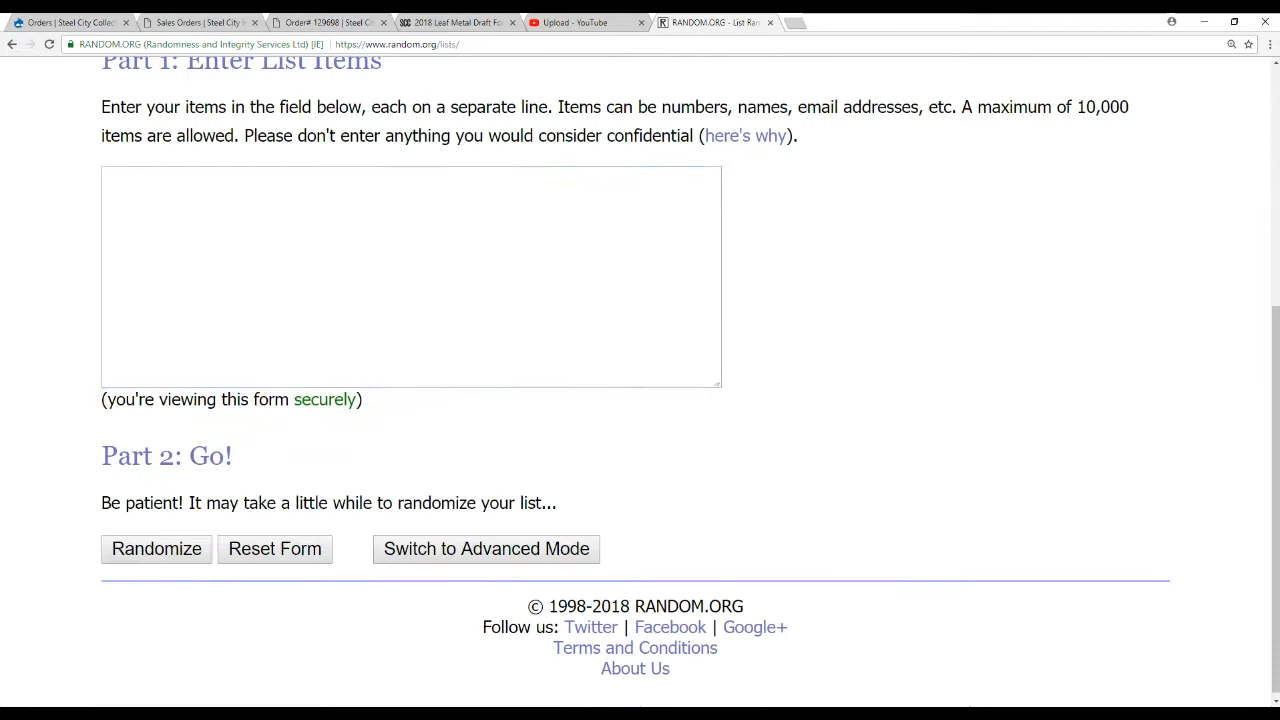 Orders | Steel City Collec
Sales Orders | Steel City
Order# 129698 | Steel Ci
SCC 2018 Leaf Metal Draft Fo
Upload - YouTube
RANDOM.ORG - List Ran
RANDOM.ORG (Randomness and Integrity Services Ltd) [IE] https://www.random.org/lists/
Part 1: Enter List Items
Enter your items in the field below, each on a separate line. Items can be numbers, names, email addresses, etc. A maximum of 10,000
items are allowed. Please don't enter anything you would consider confidential (here's why).
(you're viewing this form securely)
Part 2: Go!
Be patient! It may take a little while to randomize your list...
Randomize Reset Form Switch to Advanced Mode
© 1998-2018 RANDOM.ORG
Follow us: Twitter | Facebook | Google+
Terms and Conditions
About Us